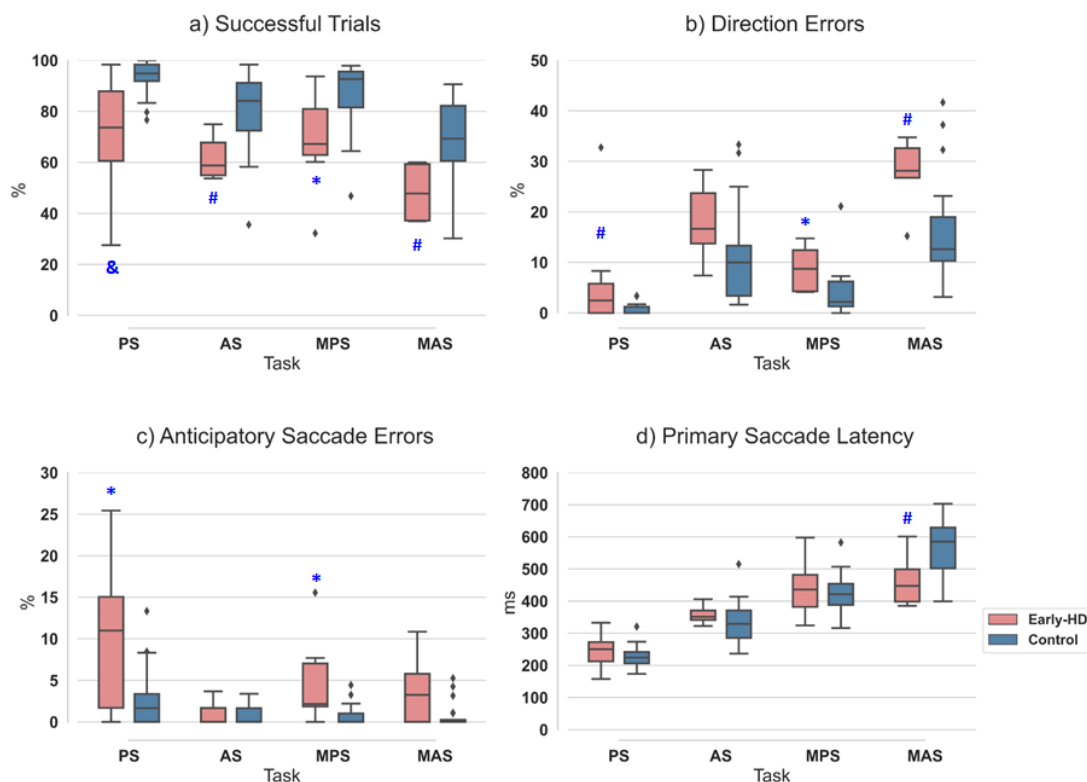 a) Successful Trials
100
80
60
40
20
0
%
#
*
&
#
PS AS MPS MAS
Task
b) Direction Errors
50
40
30
20
10
0
%
#
#
*
PS AS MPS MAS
Task
c) Anticipatory Saccade Errors
30
25
20
15
10
5
0
%
*
*
PS AS MPS MAS
Task
d) Primary Saccade Latency
800
700
600
500
400
300
200
100
0
ms
#
PS AS MPS MAS
Task
Early-HD
Control